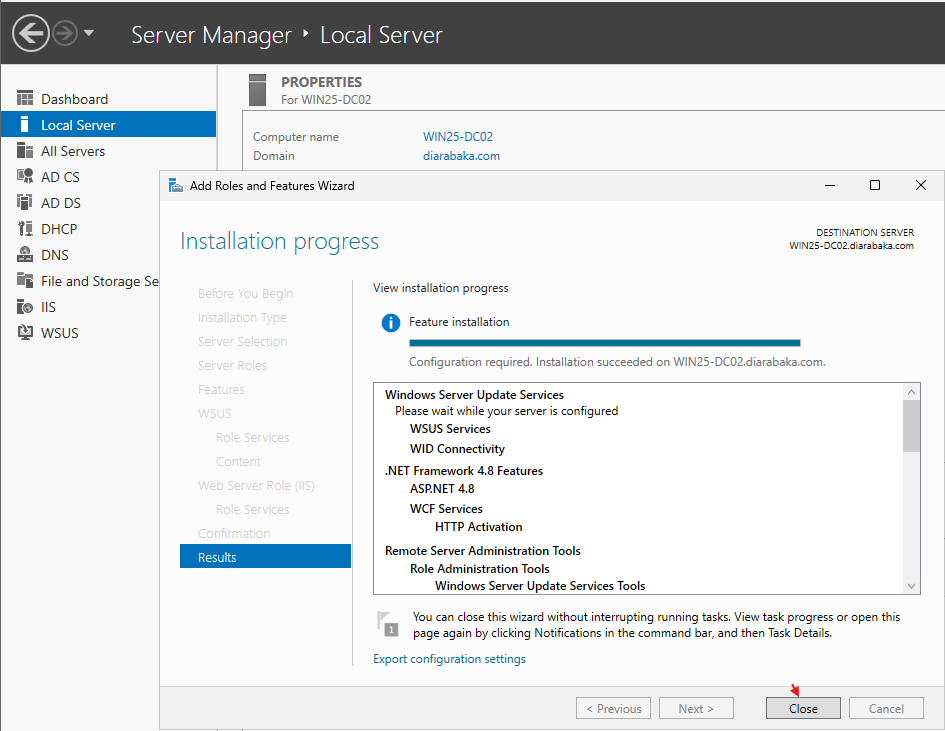 Server Manager ‣ Local Server
Dashboard
Local Server
All Servers
AD CS
AD DS
DHCP
DNS
File and Storage Se
IIS
WSUS
PROPERTIES
For WIN25-DC02
Computer name WIN25-DC02
Domain diarabaka.com
Add Roles and Features Wizard
Installation progress
DESTINATION SERVER
WIN25-DC02.diarabaka.com
Before You Begin
Installation Type
Server Selection
Server Roles
Features
WSUS
Role Services
Content
Web Server Role (IIS)
Role Services
Confirmation
Results
View installation progress
Feature installation
Configuration required. Installation succeeded on WIN25-DC02.diarabaka.com.
Windows Server Update Services
Please wait while your server is configured
WSUS Services
WID Connectivity
.NET Framework 4.8 Features
ASP.NET 4.8
WCF Services
HTTP Activation
Remote Server Administration Tools
Role Administration Tools
Windows Server Update Services Tools
1
You can close this wizard without interrupting running tasks. View task progress or open this
page again by clicking Notifications in the command bar, and then Task Details.
Export configuration settings
< Previous
Next >
Close
Cancel